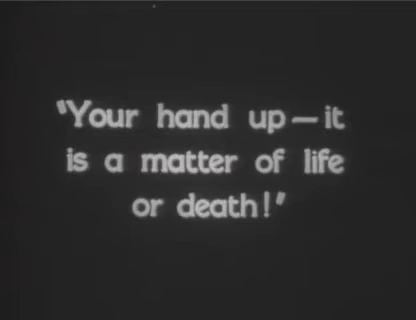 "Your hand up—it
is a matter of life
or death!"